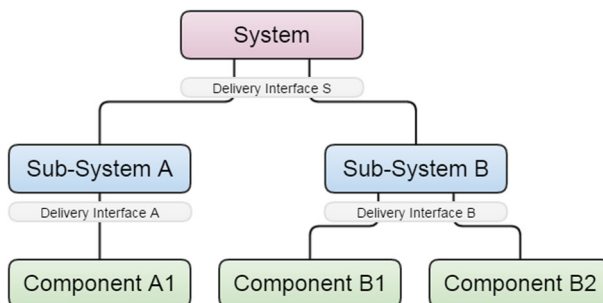 System
Delivery Interface S
Sub-System A
Sub-System B
Delivery Interface A
Delivery Interface B
Component A1
Component B1
Component B2